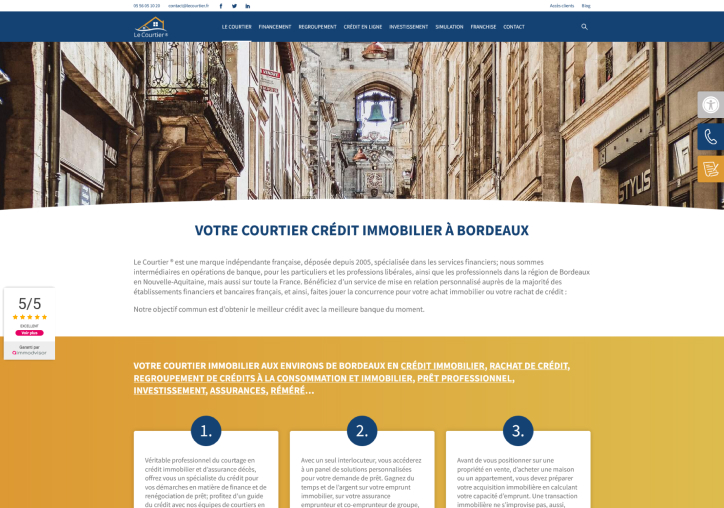 05 56 05 10 10 contact@lecourtier.fr Accès clients Blog
Le Courtier ®
LE COURTIER FINANCEMENT REGROUPEMENT CRÉDIT EN LIGNE INVESTISSEMENT SIMULATION FRANCHISE CONTACT
STYLUS
VOTRE COURTIER CRÉDIT IMMOBILIER À BORDEAUX
Le Courtier ® est une marque indépendante française, déposée depuis 2005, spécialisée dans les services financiers; nous sommes
intermédiaires en opérations de banque, pour les particuliers et les professions libérales, ainsi que les professionnels dans la région de Bordeaux
en Nouvelle-Aquitaine, mais aussi sur toute la France. Bénéficiez d'un service de mise en relation personnalisé auprès de la majorité des
établissements financiers et bancaires français, et ainsi, faites jouer la concurrence pour votre achat immobilier ou votre rachat de crédit :
Notre objectif commun est d'obtenir le meilleur crédit avec la meilleure banque du moment.
5/5
EXCELLENT
Voir plus
Garanti par
immodvisor
VOTRE COURTIER IMMOBILIER AUX ENVIRONS DE BORDEAUX EN CRÉDIT IMMOBILIER, RACHAT DE CRÉDIT,
REGROUPEMENT DE CRÉDITS À LA CONSOMMATION ET IMMOBILIER, PRÊT PROFESSIONNEL,
INVESTISSEMENT, ASSURANCES, RÉMÉRÉ...
1.
Véritable professionnel du courtage en
crédit immobilier et d'assurance décès,
offrez vous un spécialiste du crédit pour
vos démarches en matière de finance et de
renégociation de prêt; profitez d'un guide
du crédit avec nos équipes de courtiers en
2.
Avec un seul interlocuteur, vous accéderez
à un panel de solutions personnalisées
pour votre demande de prêt. Gagnez du
temps et de l'argent sur votre emprunt
immobilier, sur votre assurance
emprunteur et co-emprunteur de groupe,
3.
Avant de vous positionner sur une
propriété en vente, d'acheter une maison
ou un appartement, vous devez préparer
votre acquisition immobilière en calculant
votre capacité d'emprunt. Une transaction
immobilière ne s'improvise pas, aussi,